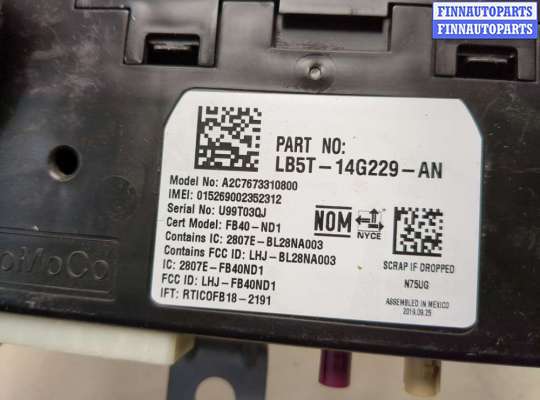 FINNAUTOPARTS
FINNAUTOPARTS
PART NO:
LB5T-14G229-AN
Model No: A2C7673310800
IMEI: 015269002352312
Serial No: U99T03QJ
Cert Model: FB40-ND1
Contains IC: 2807E-BL28NA003
Contains FCC ID: LHJ-BL28NA003
IC: 2807E-FB40ND1
FCC ID: LHJ-FB40ND1
IFT: RTICOFB18-2191
NOM
NYCE
SCRAP IF DROPPED
N75UG
ASSEMBLED IN MEXICO
2019.09.25
oMoCo